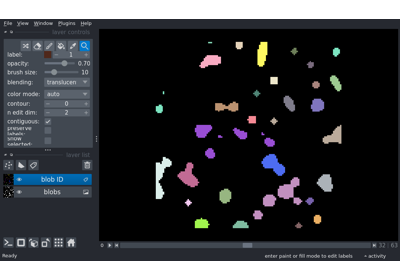 File View Window Plugins Help
layer controls
label: 1
opacity: 0.70
brush size: 10
blending: translucen
color mode: auto
contour: 0
n edit dim: 2
contiguous:
preserve labels:
show selected:
layer list
blob ID
blobs
0 32 63
Ready enter paint or fill mode to edit labels activity